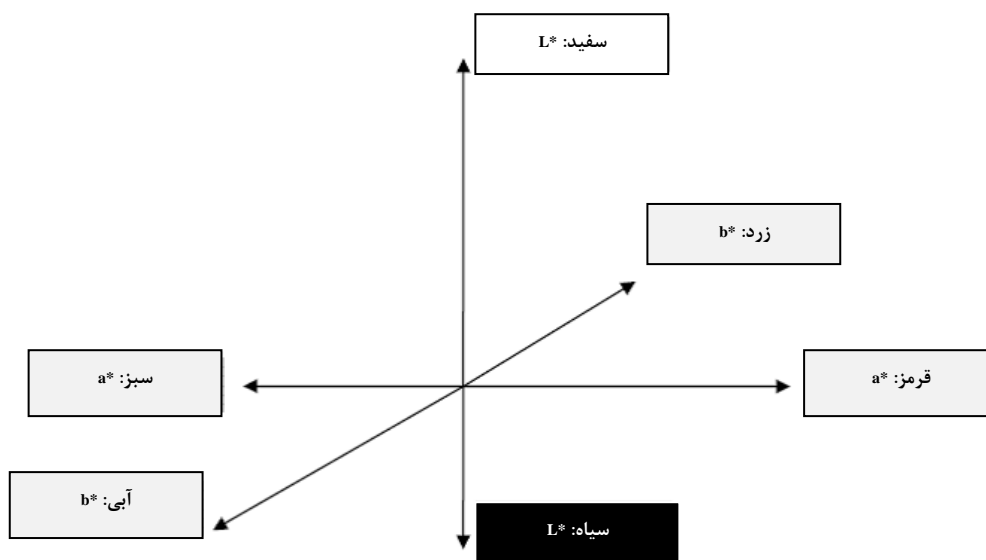 سفید: L*
زرد: b*
سبز: a*
قرمز: a*
آبی: b*
سیاه: L*